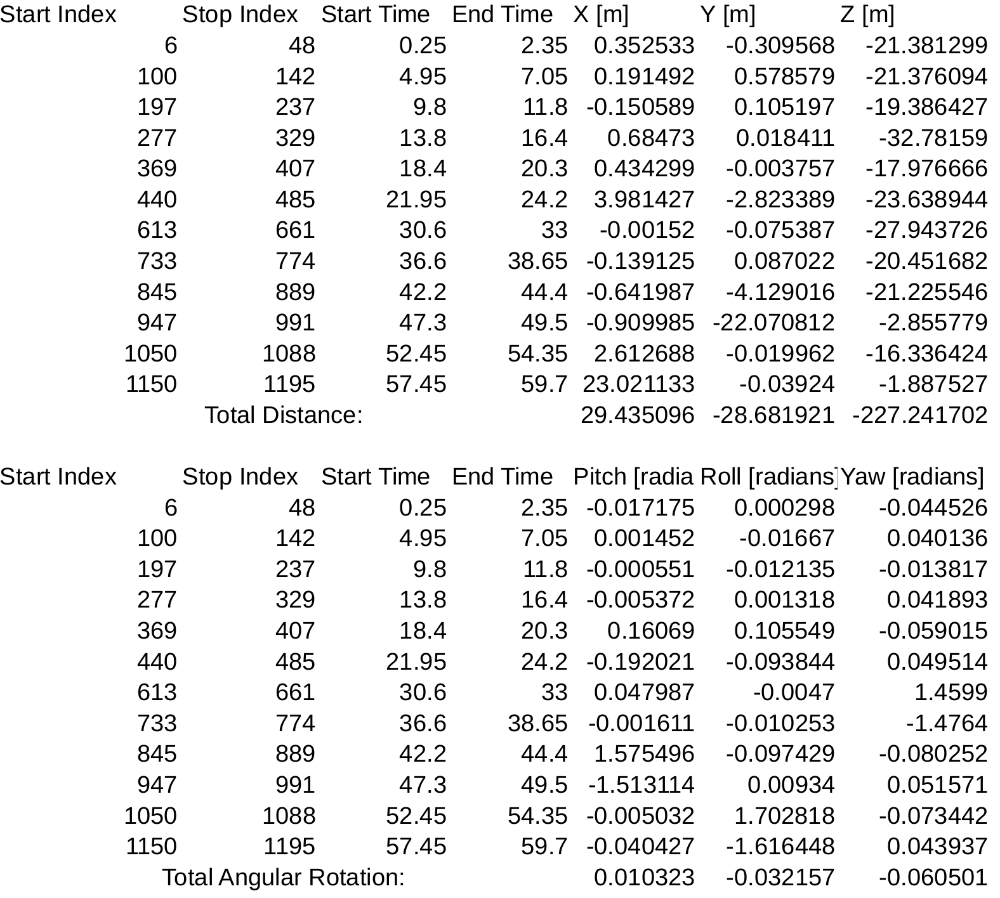 Start Index Stop Index Start Time End Time X [m] Y [m] Z [m]
6 48 0.25 2.35 0.352533 -0.309568 -21.381299
100 142 4.95 7.05 0.191492 0.578579 -21.376094
197 237 9.8 11.8 -0.150589 0.105197 -19.386427
277 329 13.8 16.4 0.68473 0.018411 -32.78159
369 407 18.4 20.3 0.434299 -0.003757 -17.976666
440 485 21.95 24.2 3.981427 -2.823389 -23.638944
613 661 30.6 33 -0.00152 -0.075387 -27.943726
733 774 36.6 38.65 -0.139125 0.087022 -20.451682
845 889 42.2 44.4 -0.641987 -4.129016 -21.225546
947 991 47.3 49.5 -0.909985 -22.070812 -2.855779
1050 1088 52.45 54.35 2.612688 -0.019962 -16.336424
1150 1195 57.45 59.7 23.021133 -0.03924 -1.887527
Total Distance: 29.435096 -28.681921 -227.241702
Start Index Stop Index Start Time End Time Pitch [radia Roll [radians] Yaw [radians]
6 48 0.25 2.35 -0.017175 0.000298 -0.044526
100 142 4.95 7.05 0.001452 -0.01667 0.040136
197 237 9.8 11.8 -0.000551 -0.012135 -0.013817
277 329 13.8 16.4 -0.005372 0.001318 0.041893
369 407 18.4 20.3 0.16069 0.105549 -0.059015
440 485 21.95 24.2 -0.192021 -0.093844 0.049514
613 661 30.6 33 0.047987 -0.0047 1.4599
733 774 36.6 38.65 -0.001611 -0.010253 -1.4764
845 889 42.2 44.4 1.575496 -0.097429 -0.080252
947 991 47.3 49.5 -1.513114 0.00934 0.051571
1050 1088 52.45 54.35 -0.005032 1.702818 -0.073442
1150 1195 57.45 59.7 -0.040427 -1.616448 0.043937
Total Angular Rotation: 0.010323 -0.032157 -0.060501